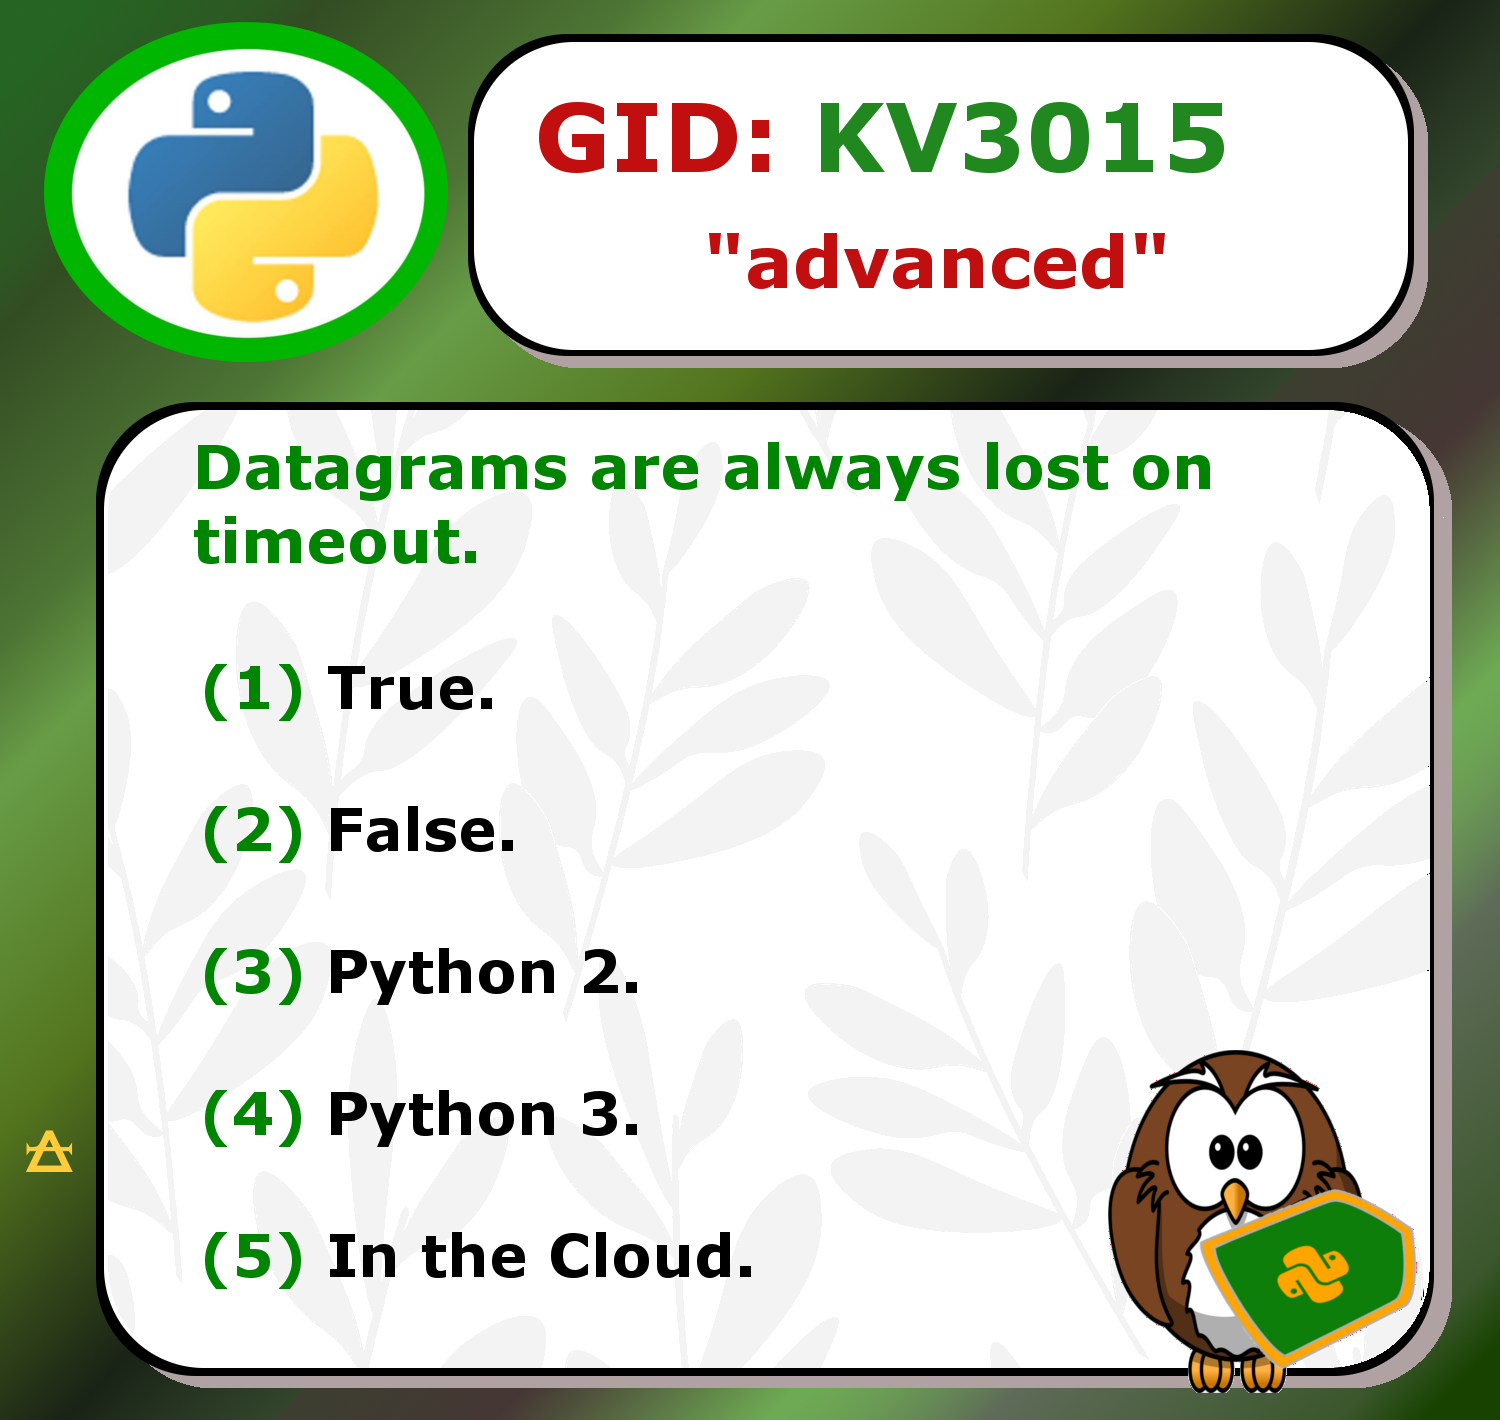 GID: KV3015
"advanced"
Datagrams are always lost on
timeout.
(1) True.
(2) False.
(3) Python 2.
(4) Python 3.
(5) In the Cloud.